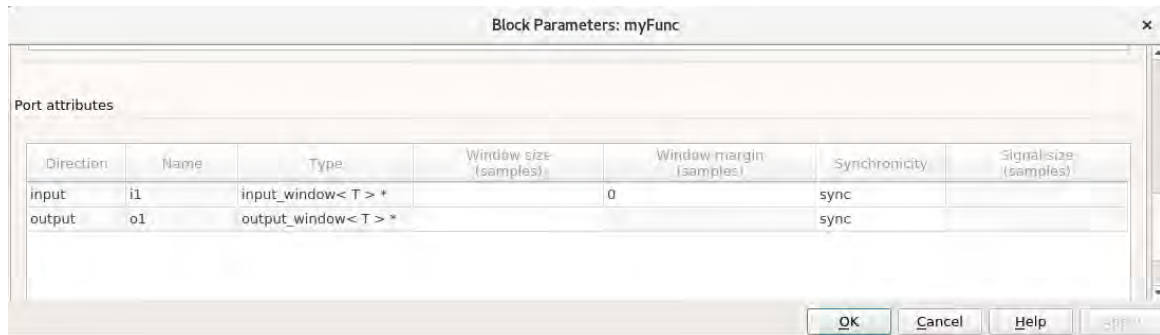 Block Parameters: myFunc ×
Port attributes
Direction Name Type Window size (samples) Window margin (samples) Synchronicity Signal size (samples)
input i1 input_window< T > * 0 sync
output o1 output_window< T > * sync
OK Cancel Help Apply